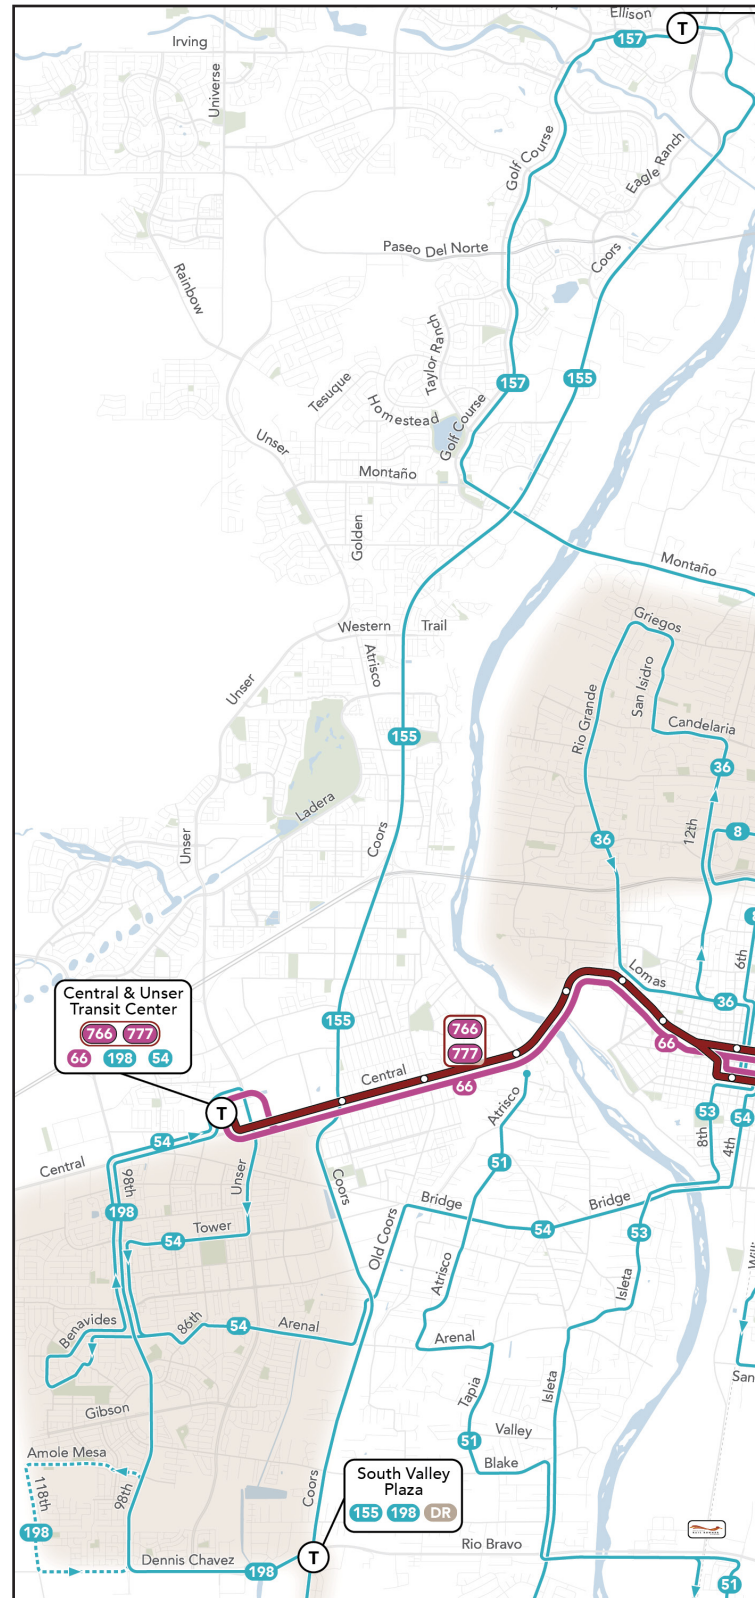 Ellison
T
157
Irving
Universe
Golf Course
Eagle Ranch
Paseo Del Norte
Coors
Rainbow
Taylor Ranch
Tesuque
157
155
Homestead
Golf Course
Unser
Montaño
Golden
Montaño
Griegos
Western Trail
Atrisco
San Isidro
Unser
Rio Grande
Candelaria
155
36
Ladera
12th
8
Coors
Unser
36
6th
Lomas
Central & Unser
Transit Center
766 777
66 198 54
36
155
766
777
66
Central
66
T
Atrisco
53
54
8th
4th
54
Central
98th
Unser
Coors
51
198
Bridge
Bridge
Old Coors
Tower
54
54
53
Atrisco
Isleta
Benavides
86th
54
Arenal
Arenal
San
Tapia
Isleta
Gibson
Valley
51
Amole Mesa
Blake
118th
98th
Coors
South Valley
Plaza
155 198 DR
198
Dennis Chavez
198
T
Rio Bravo
51